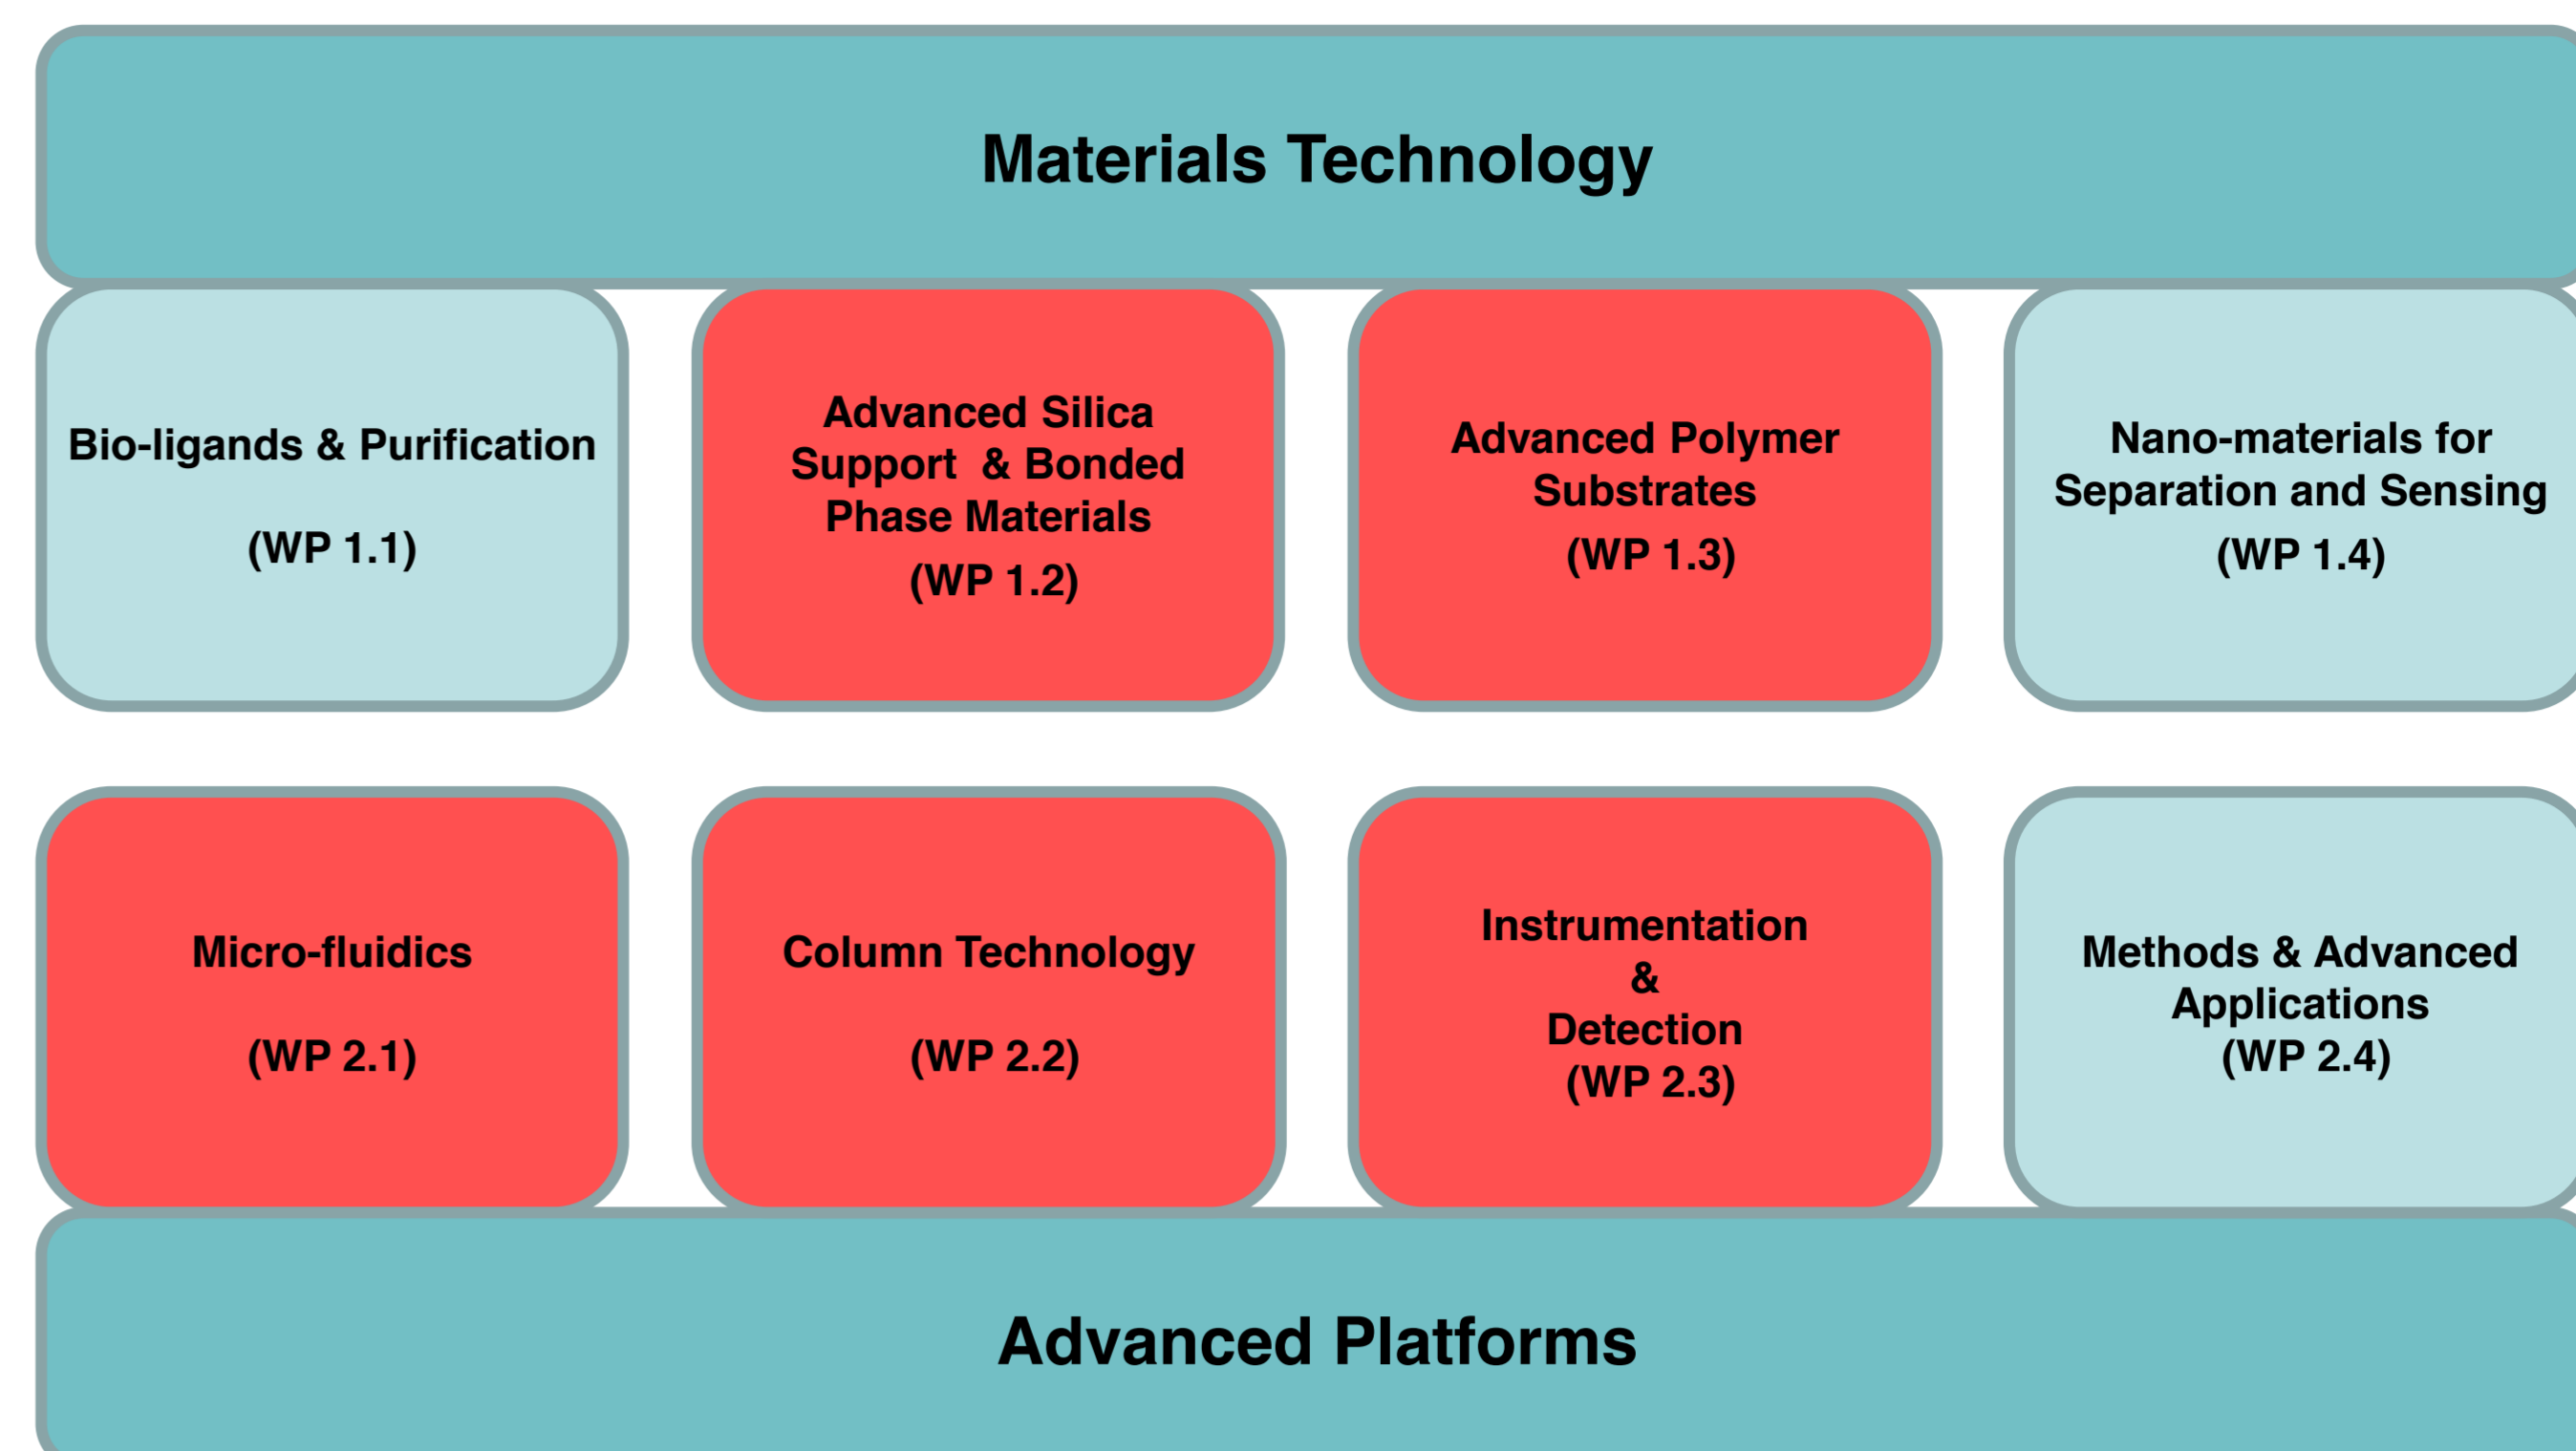 Materials Technology
Bio-ligands & Purification
(WP 1.1)
Advanced Silica
Support & Bonded
Phase Materials
(WP 1.2)
Advanced Polymer
Substrates
(WP 1.3)
Nano-materials for
Separation and Sensing
(WP 1.4)
Micro-fluidics
(WP 2.1)
Column Technology
(WP 2.2)
Instrumentation
&
Detection
(WP 2.3)
Methods & Advanced
Applications
(WP 2.4)
Advanced Platforms